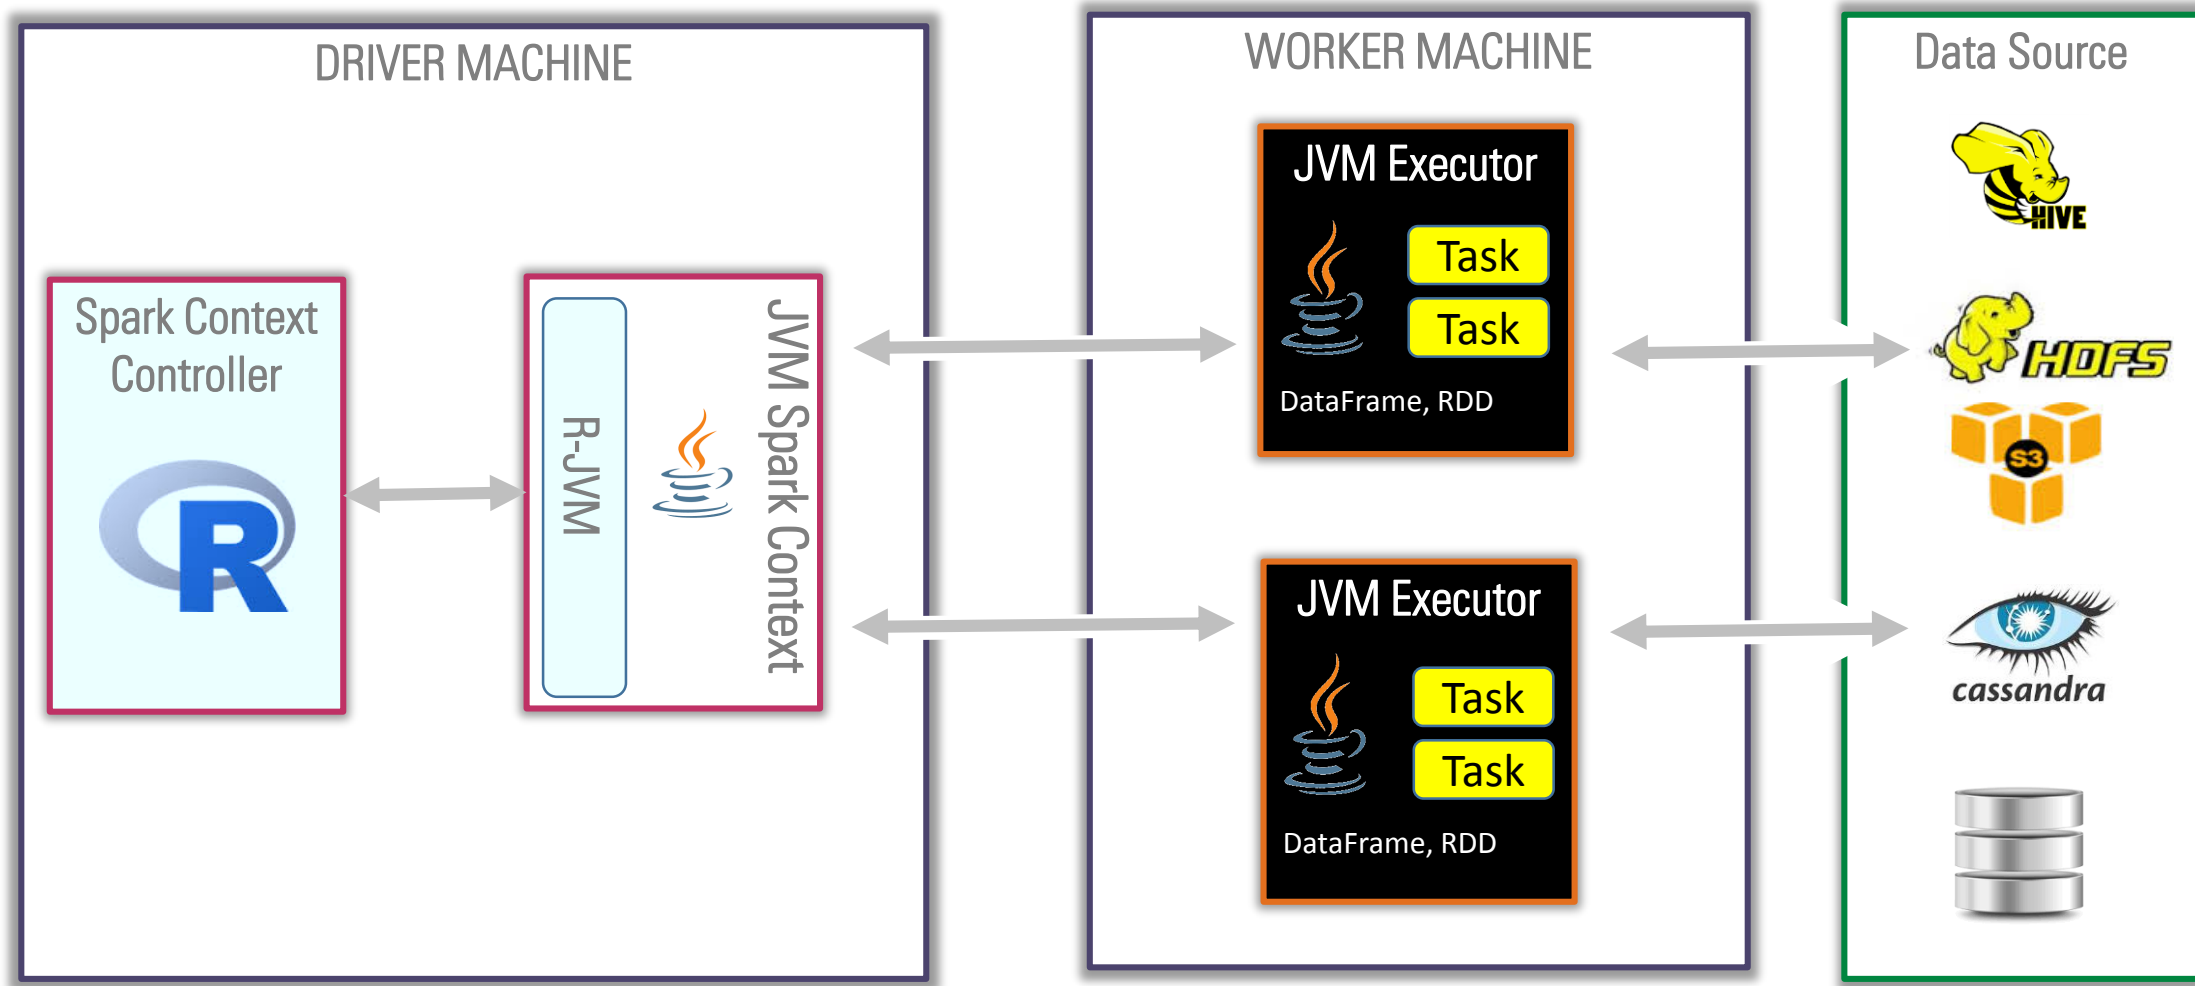 DRIVER MACHINE
Spark Context
Controller
R
R-JVM
JVM Spark Comtext
WORKER MACHINE
JVM Executor
Task
Task
DataFrame, RDD
JVM Executor
Task
Task
DataFrame, RDD
Data Source
HIVE
HDFS
S3
cassandra